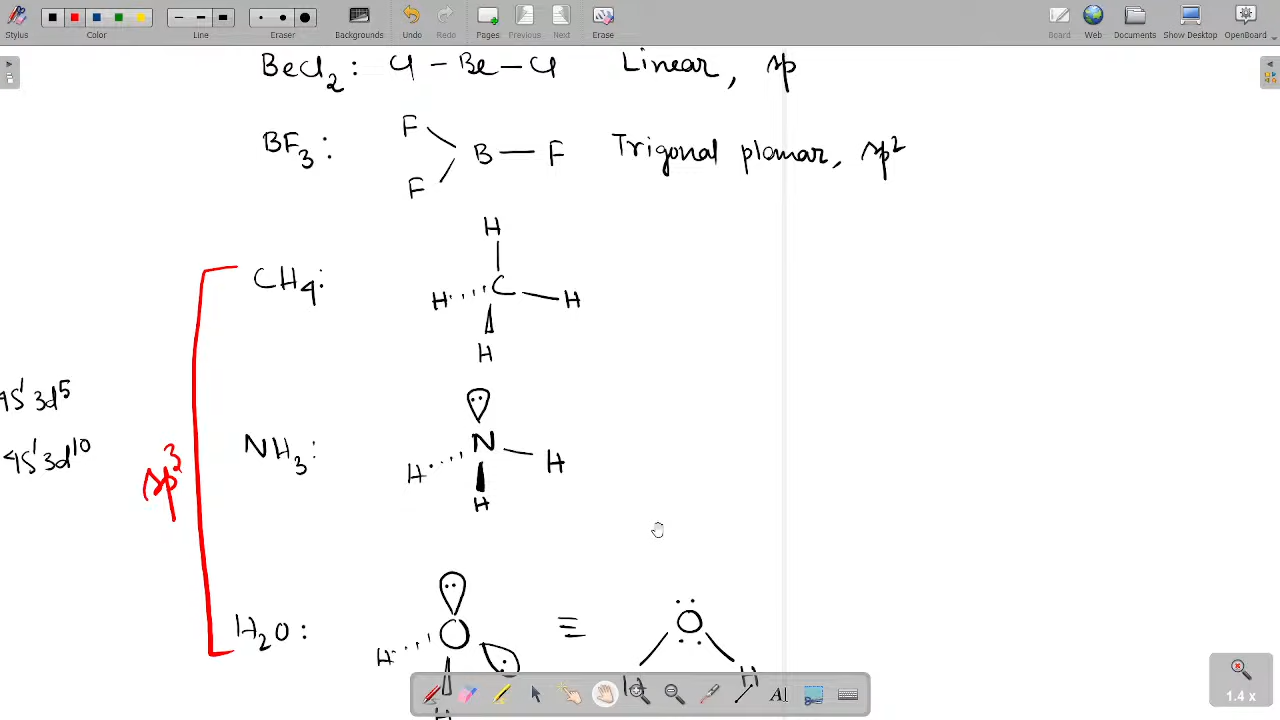 Stylus Color Line Eraser Backgrounds Undo Redo Pages Previous Next Erase Board Web Documents Show Desktop OpenBoard
BeCl2: Cl - Be - Cl Linear, sp
F
BF3: B - F Trigonal planar, sp2
F
H
CH4: C
H H
H
4s1 3d5
NH3: N
4s1 3d10 H H
sp3
H
H2O: O ≡ O
H
H H
H
AI
1.4 x